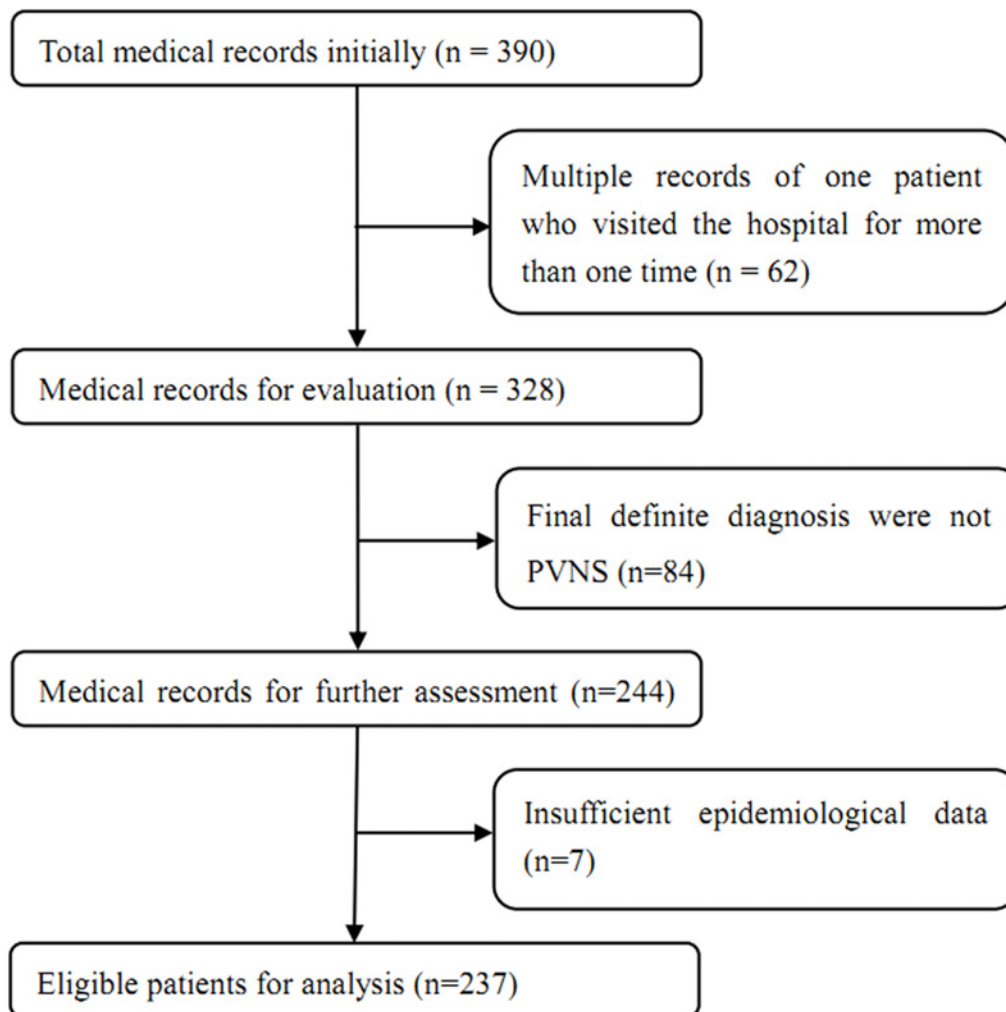 Total medical records initially (n = 390)
Multiple records of one patient
who visited the hospital for more
than one time (n = 62)
Medical records for evaluation (n = 328)
Final definite diagnosis were not
PVNS (n=84)
Medical records for further assessment (n=244)
Insufficient epidemiological data
(n=7)
Eligible patients for analysis (n=237)